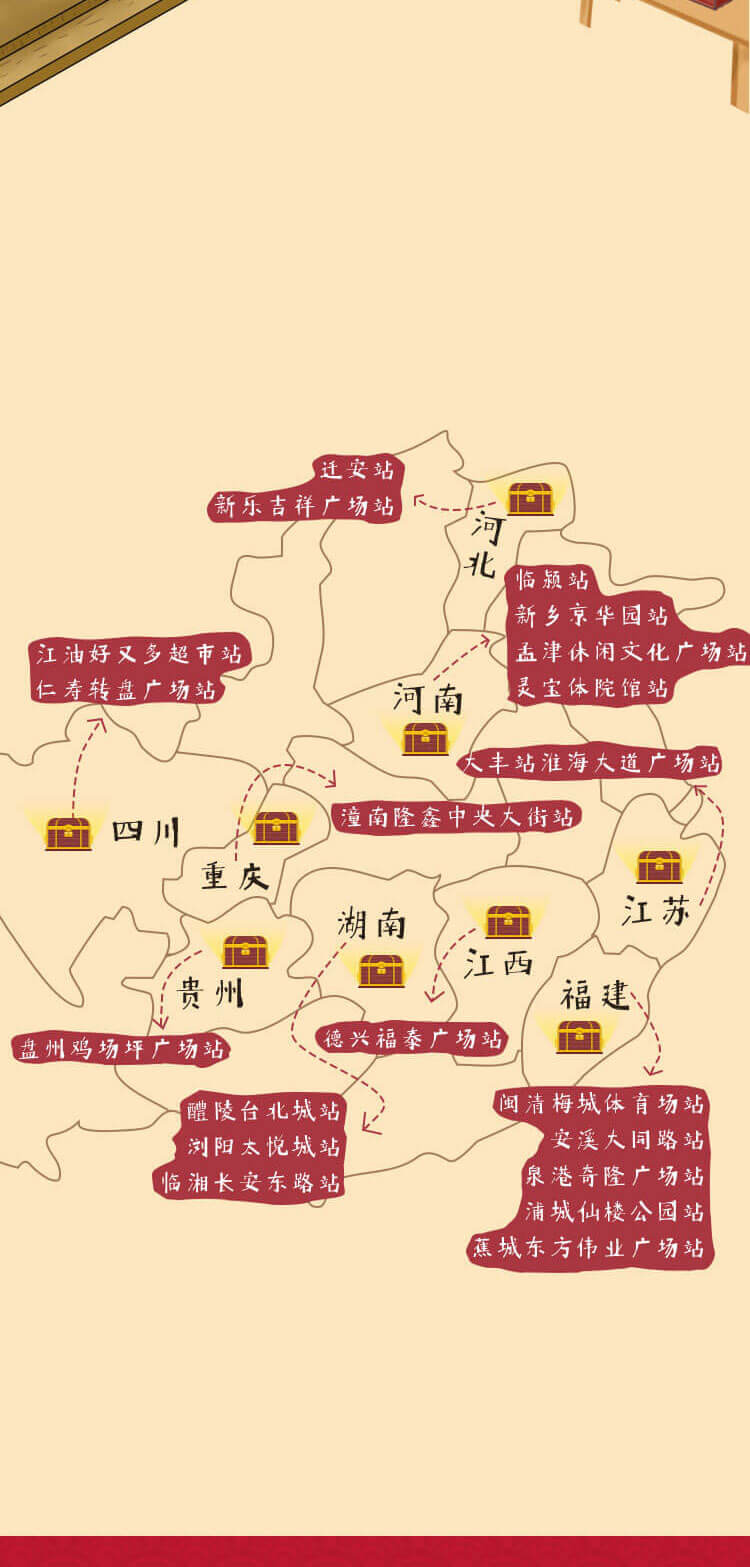 迁安站
新乐吉祥广场站
河北
临颍站
新乡京华园站
孟津休闲文化广场站
灵宝体院馆站
河南
江油好又多超市站
仁寿转盘广场站
四川
大丰站淮海大道广场站
潼南隆鑫中央大街站
重庆
江苏
湖南
江西
贵州
福建
盘州鸡场坪广场站
德兴福泰广场站
醴陵台北城站
浏阳太悦城站
临湘长安东路站
闽清梅城体育场站
安溪大同路站
泉港奇隆广场站
浦城仙楼公园站
蕉城东方伟业广场站